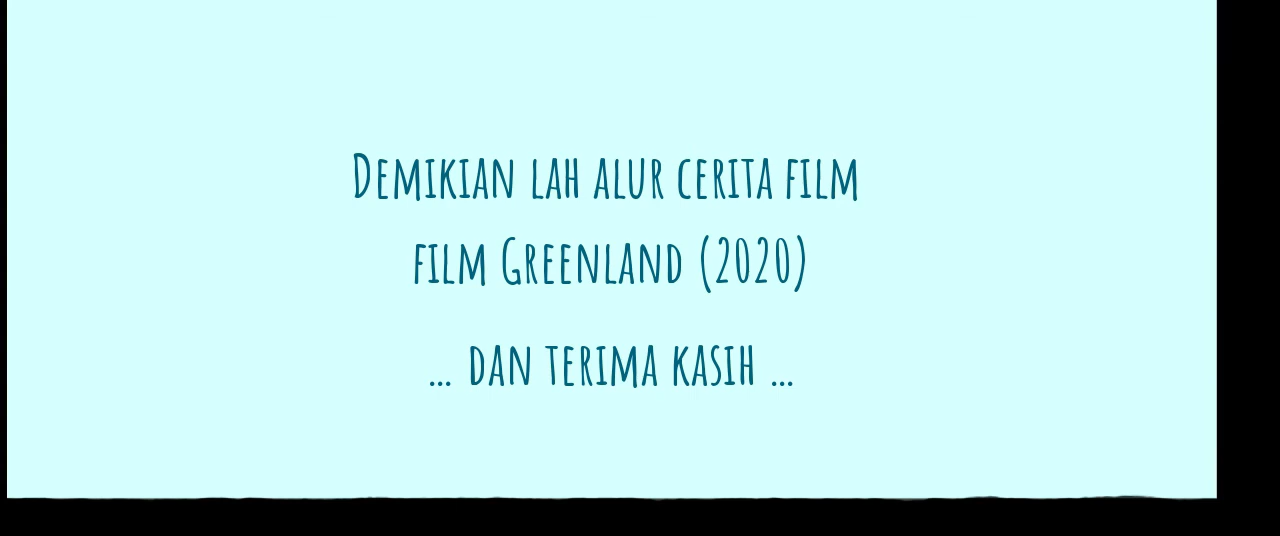 Demikian lah alur cerita film
film Greenland (2020)
... dan terima kasih ...